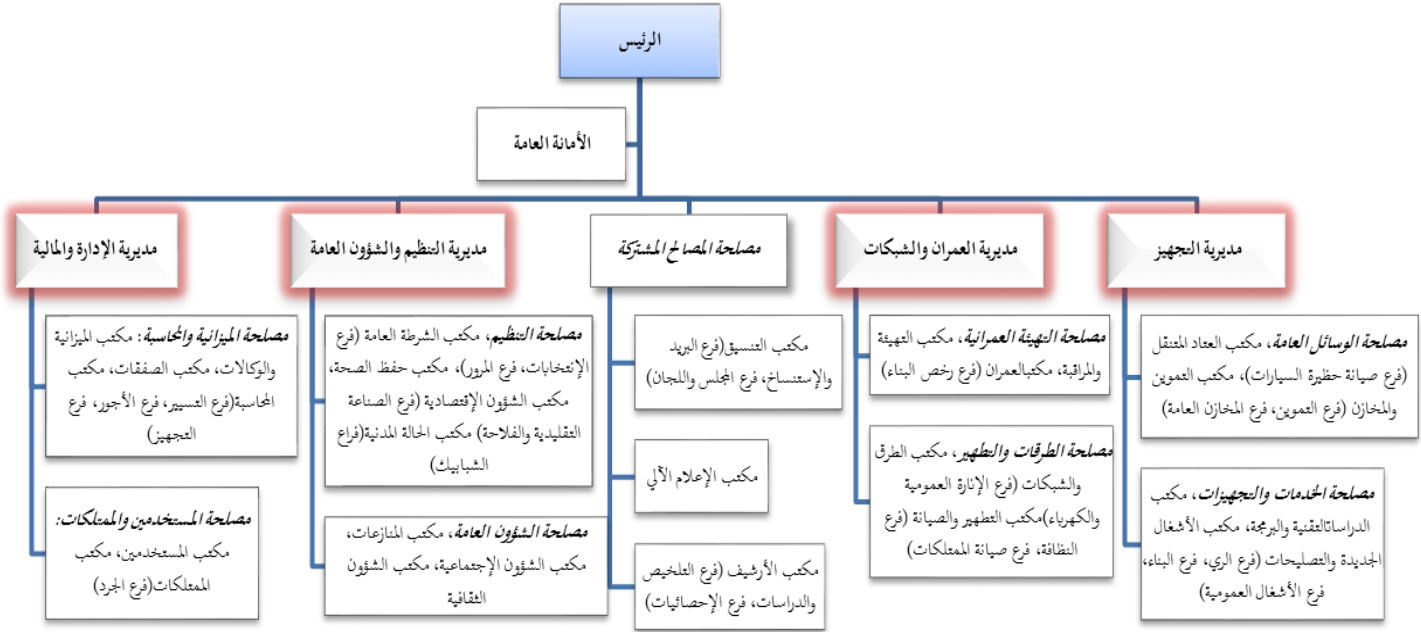 الرئيس
الأمانة العامة
مديرية التجهيز
مديرية العمران والشبكات
مصلحة المصالح المشتركة
مديرية التنظيم والشؤون العامة
مديرية الإدارة والمالية
مصلحة الوسائل العامة، مكتب العتاد المتنقل
(فرع صيانة حظيرة السيارات)، مكتب التموين
والمخازن (فرع التموين، فرع المخازن العامة)
مصلحة الخدمات والتجهيزات، مكتب
الدراساتالتقنية والبرمجة، مكتب الأشغال
الجديدة والتصليحات (فرع الري، فرع البناء،
فرع الأشغال العمومية)
مصلحة التهيئة العمرانية، مكتب التهيئة
والمراقبة، مكتبالعمران (فرع رخص البناء)
مصلحة الطرقات والتطهير، مكتب الطرق
والشبكات (فرع الإنارة العمومية
والكهرباء)مكتب التطهير والصيانة (فرع
النظافة، فرع صيانة الممتلكات)
مكتب التنسيق(فرع البريد
والإستنساخ، فرع المجلس واللجان)
مكتب الإعلام الآلي
مكتب الأرشيف (فرع التلخيص
والدراسات، فرع الإحصائيات)
مصلحة التنظيم، مكتب الشرطة العامة (فرع
الإنتخابات، فرع المرور)، مكتب حفظ الصحة،
مكتب الشؤون الإقتصادية (فرع الصناعة
التقليدية والفلاحة) مكتب الحالة المدنية(فراع
الشبابيك)
مصلحة الشؤون العامة، مكتب المنازعات،
مكتب الشؤون الإجتماعية، مكتب الشؤون
الثقافية
مصلحة الميزانية والمحاسبة: مكتب الميزانية
والوكالات، مكتب الصفقات، مكتب
المحاسبة(فرع التسيير، فرع الأجور، فرع
التجهيز)
مصلحة المستخدمين والممتلكات:
مكتب المستخدمين، مكتب
الممتلكات(فرع الجرد)